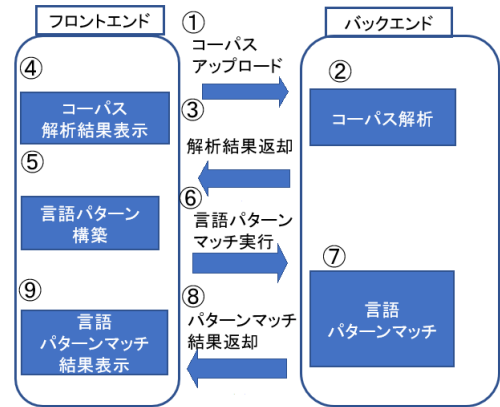 フロントエンド
バックエンド
①
コーパス
アップロード
②
コーパス解析
③
解析結果返却
④
コーパス
解析結果表示
⑤
言語パターン
構築
⑥
言語パターン
マッチ実行
⑦
言語
パターンマッチ
⑧
パターンマッチ
結果返却
⑨
言語
パターンマッチ
結果表示